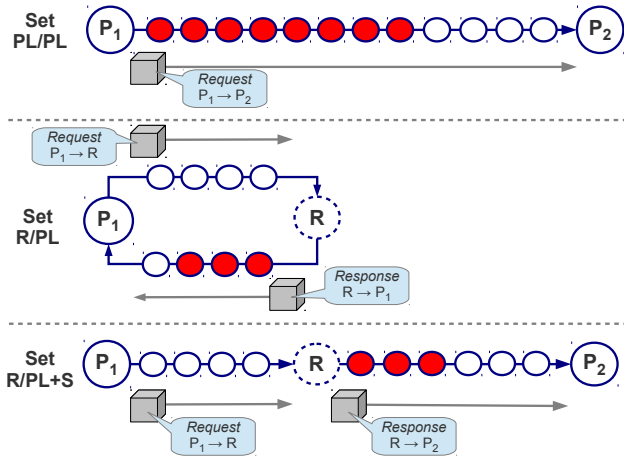 Set
PL/PL
P1
P2
Request
P1 → P2
Request
P1 → R
Set
R/PL
P1
R
Response
R → P1
Set
R/PL+S
P1
R
P2
Request
P1 → R
Response
R → P2